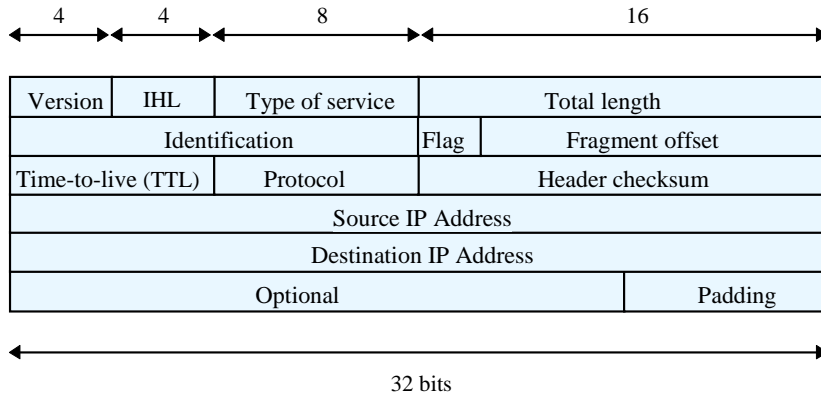 4 4 8 16
Version IHL Type of service Total length
Identification Flag Fragment offset
Time-to-live (TTL) Protocol Header checksum
Source IP Address
Destination IP Address
Optional Padding
32 bits